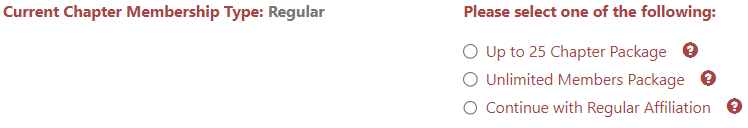 Current Chapter Membership Type: Regular
Please select one of the following:
Up to 25 Chapter Package ?
Unlimited Members Package ?
Continue with Regular Affiliation ?